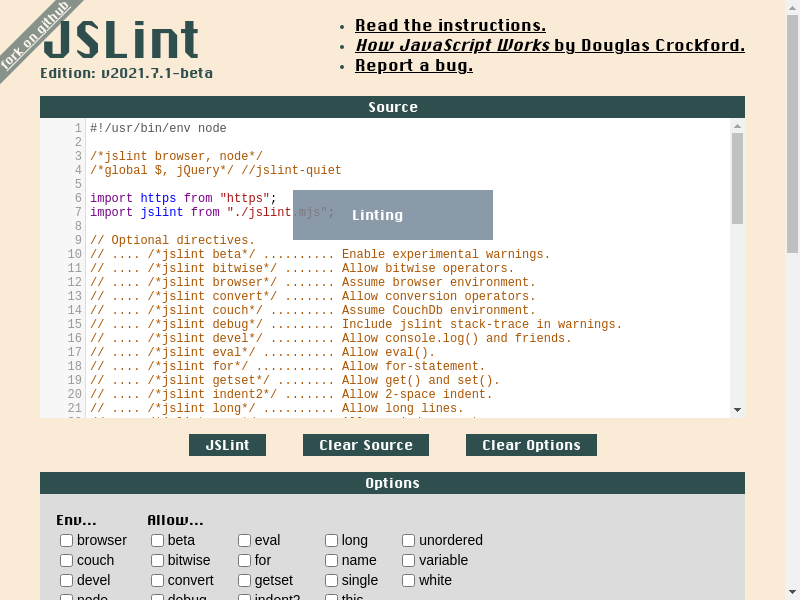 fork on github
JSLint
Edition: v2021.7.1-beta
Read the instructions.
How JavaScript Works by Douglas Crockford.
Report a bug.
Source
1 #!/usr/bin/env node
2
3 /*jslint browser, node*/
4 /*global $, jQuery*/ //jslint-quiet
5
6 import https from "https";
7 import jslint from "./jslint.mjs";
Linting
8
9 // Optional directives.
10 // .... /*jslint beta*/ .......... Enable experimental warnings.
11 // .... /*jslint bitwise*/ ....... Allow bitwise operators.
12 // .... /*jslint browser*/ ....... Assume browser environment.
13 // .... /*jslint convert*/ ....... Allow conversion operators.
14 // .... /*jslint couch*/ ......... Assume CouchDb environment.
15 // .... /*jslint debug*/ ......... Include jslint stack-trace in warnings.
16 // .... /*jslint devel*/ ......... Allow console.log() and friends.
17 // .... /*jslint eval*/ .......... Allow eval().
18 // .... /*jslint for*/ ........... Allow for-statement.
19 // .... /*jslint getset*/ ........ Allow get() and set().
20 // .... /*jslint indent2*/ ....... Allow 2-space indent.
21 // .... /*jslint long*/ .......... Allow long lines.
JSLint Clear Source Clear Options
Options
Env... Allow...
browser beta eval long unordered
couch bitwise for name variable
devel convert getset single white
node debug indent2 this